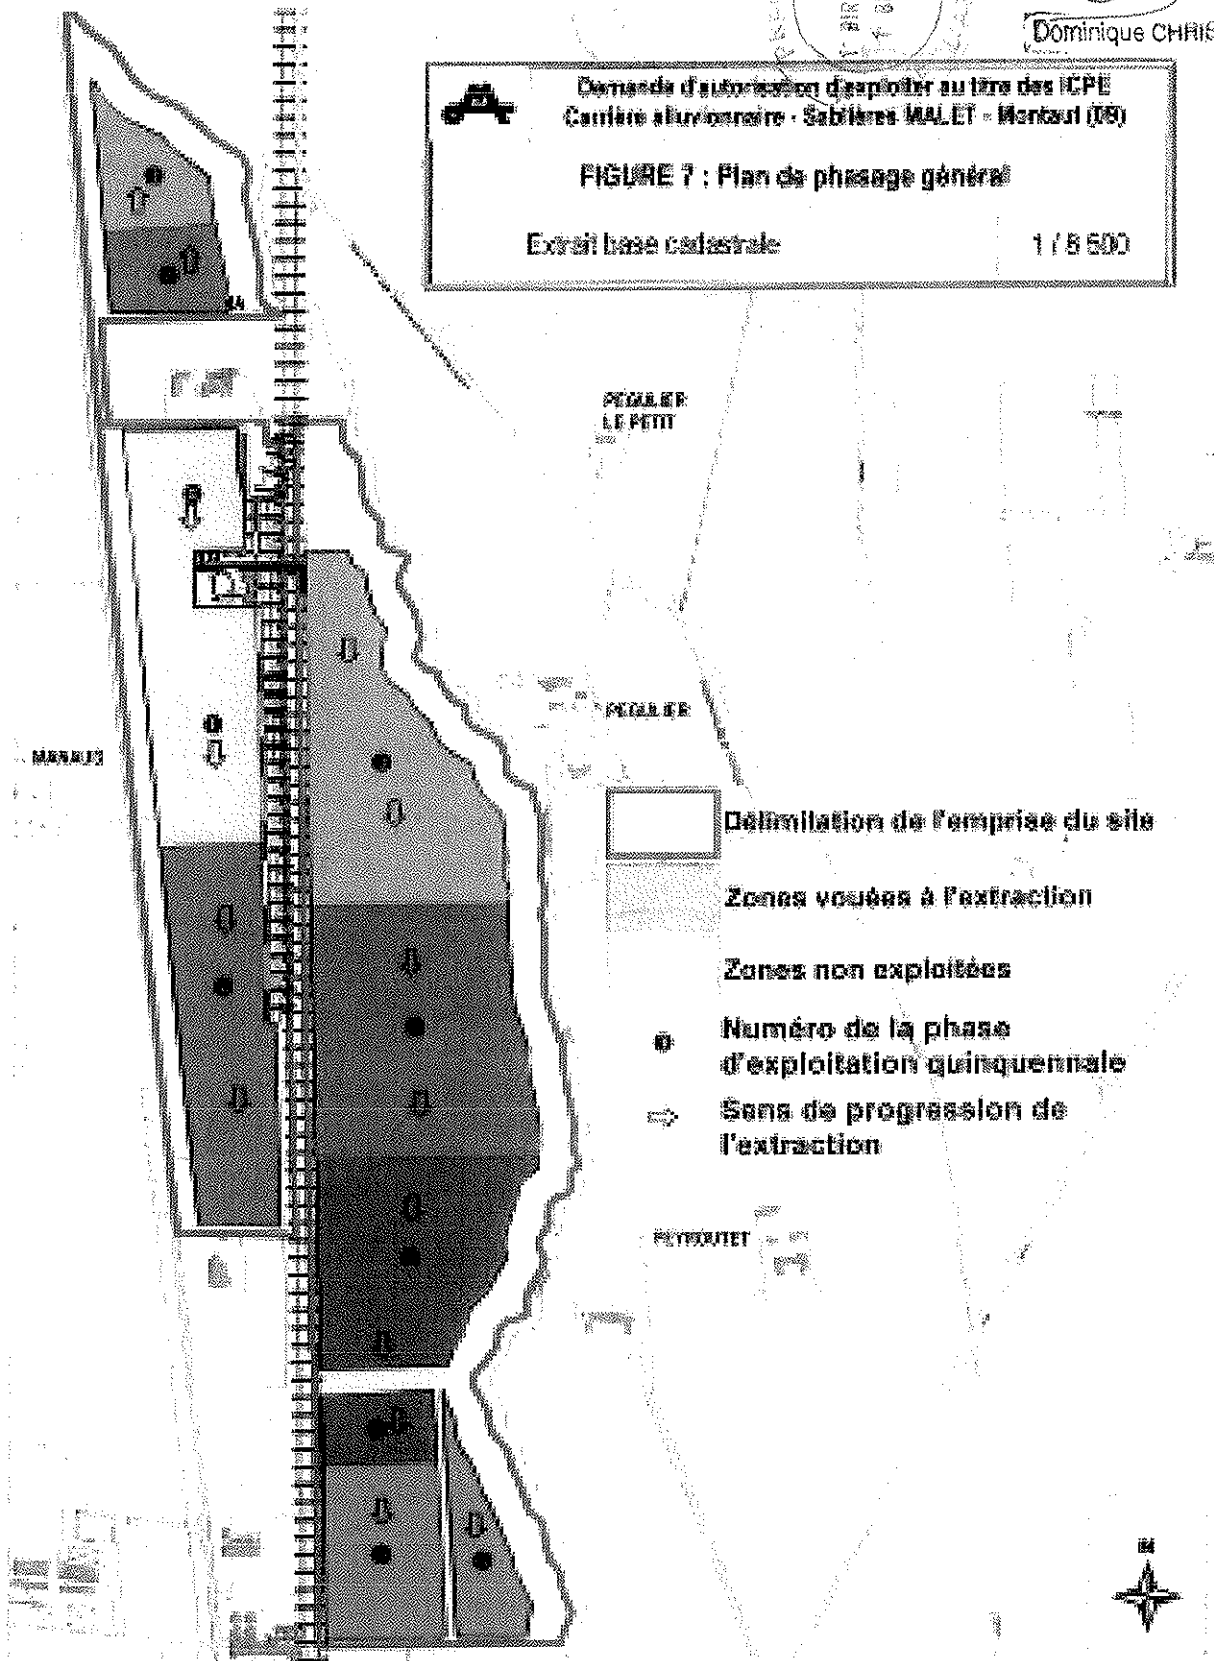 Dominique CHRIS
Demande d'autorisation d'exploiter au titre des ICPE
Carrière alluvionnaire - Sablières MALET - Montaut (09)
FIGURE 7 : Plan de phasage général
Extrait base cadastrale
1 / 8 500
PEGULIER
LE PETIT
PEGULIER
Délimitation de l'emprise du site
Zones vouées à l'extraction
Zones non exploitées
Numéro de la phase
d'exploitation quinquennale
Sens de progression de
l'extraction
PEYROUTET
N